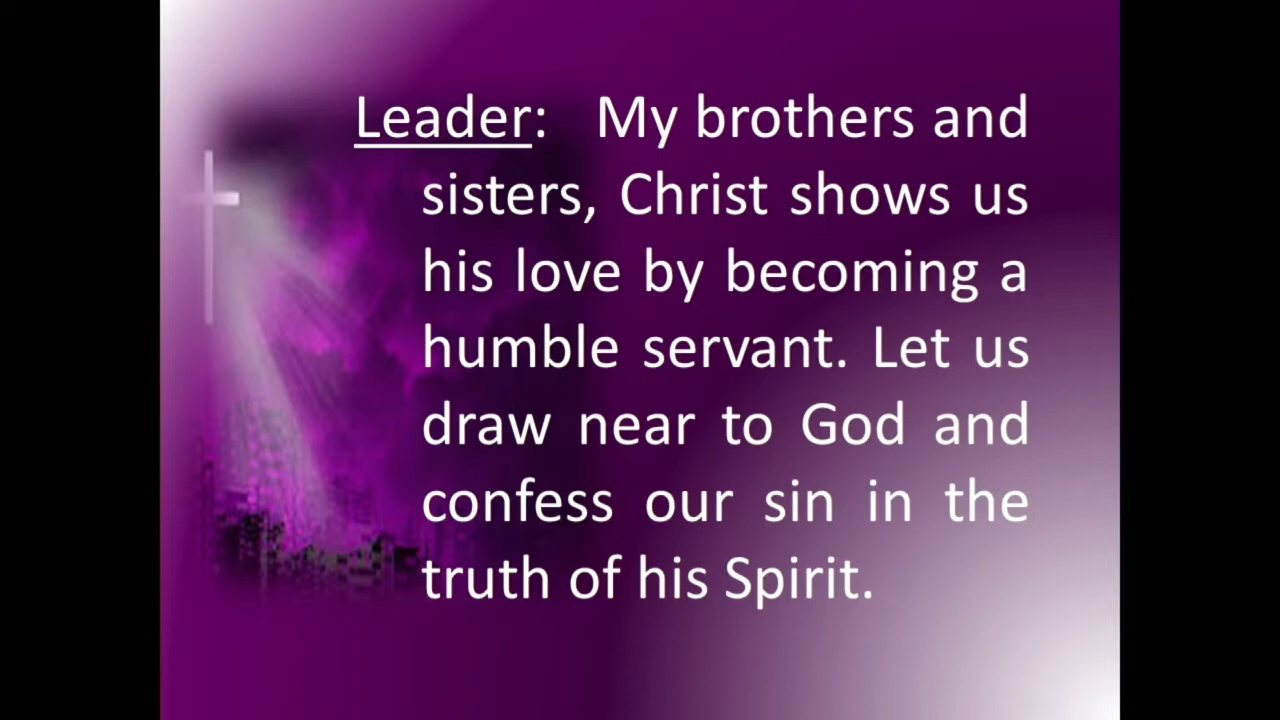 Leader: My brothers and
sisters, Christ shows us
his love by becoming a
humble servant. Let us
draw near to God and
confess our sin in the
truth of his Spirit.